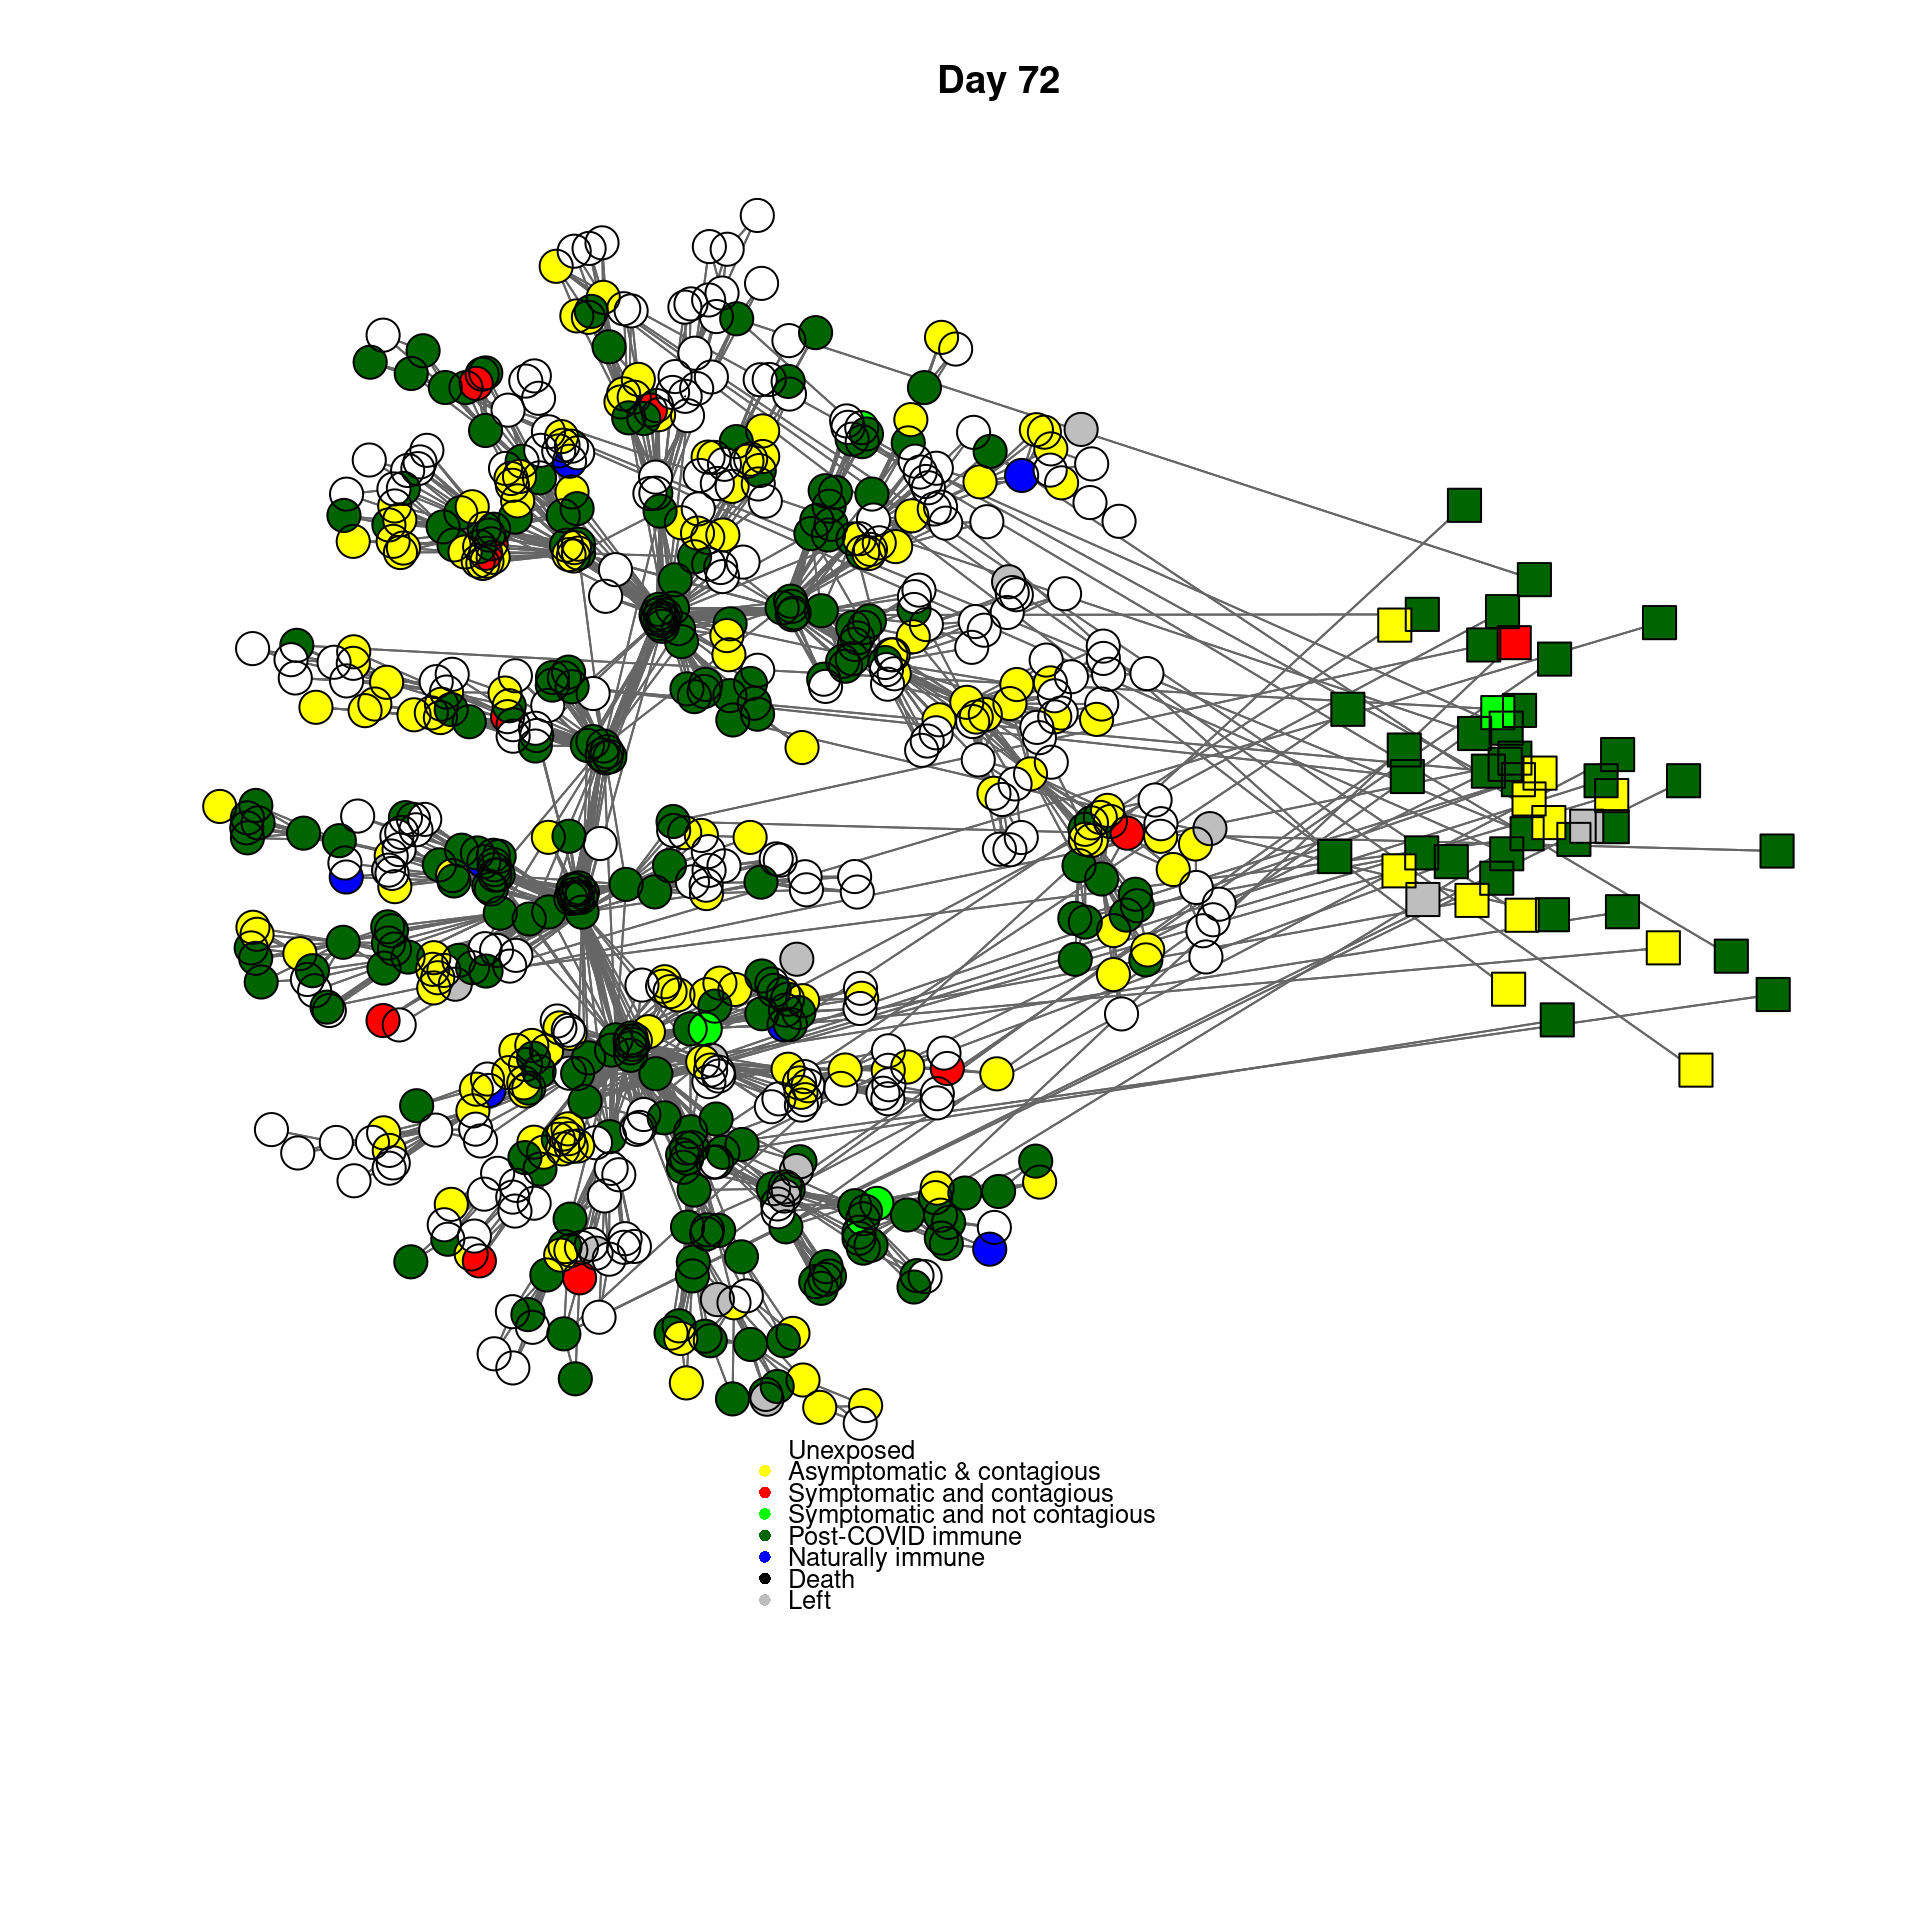 Day 72
Unexposed
Asymptomatic & contagious
Symptomatic and contagious
Symptomatic and not contagious
Post-COVID immune
Naturally immune
Death
Left